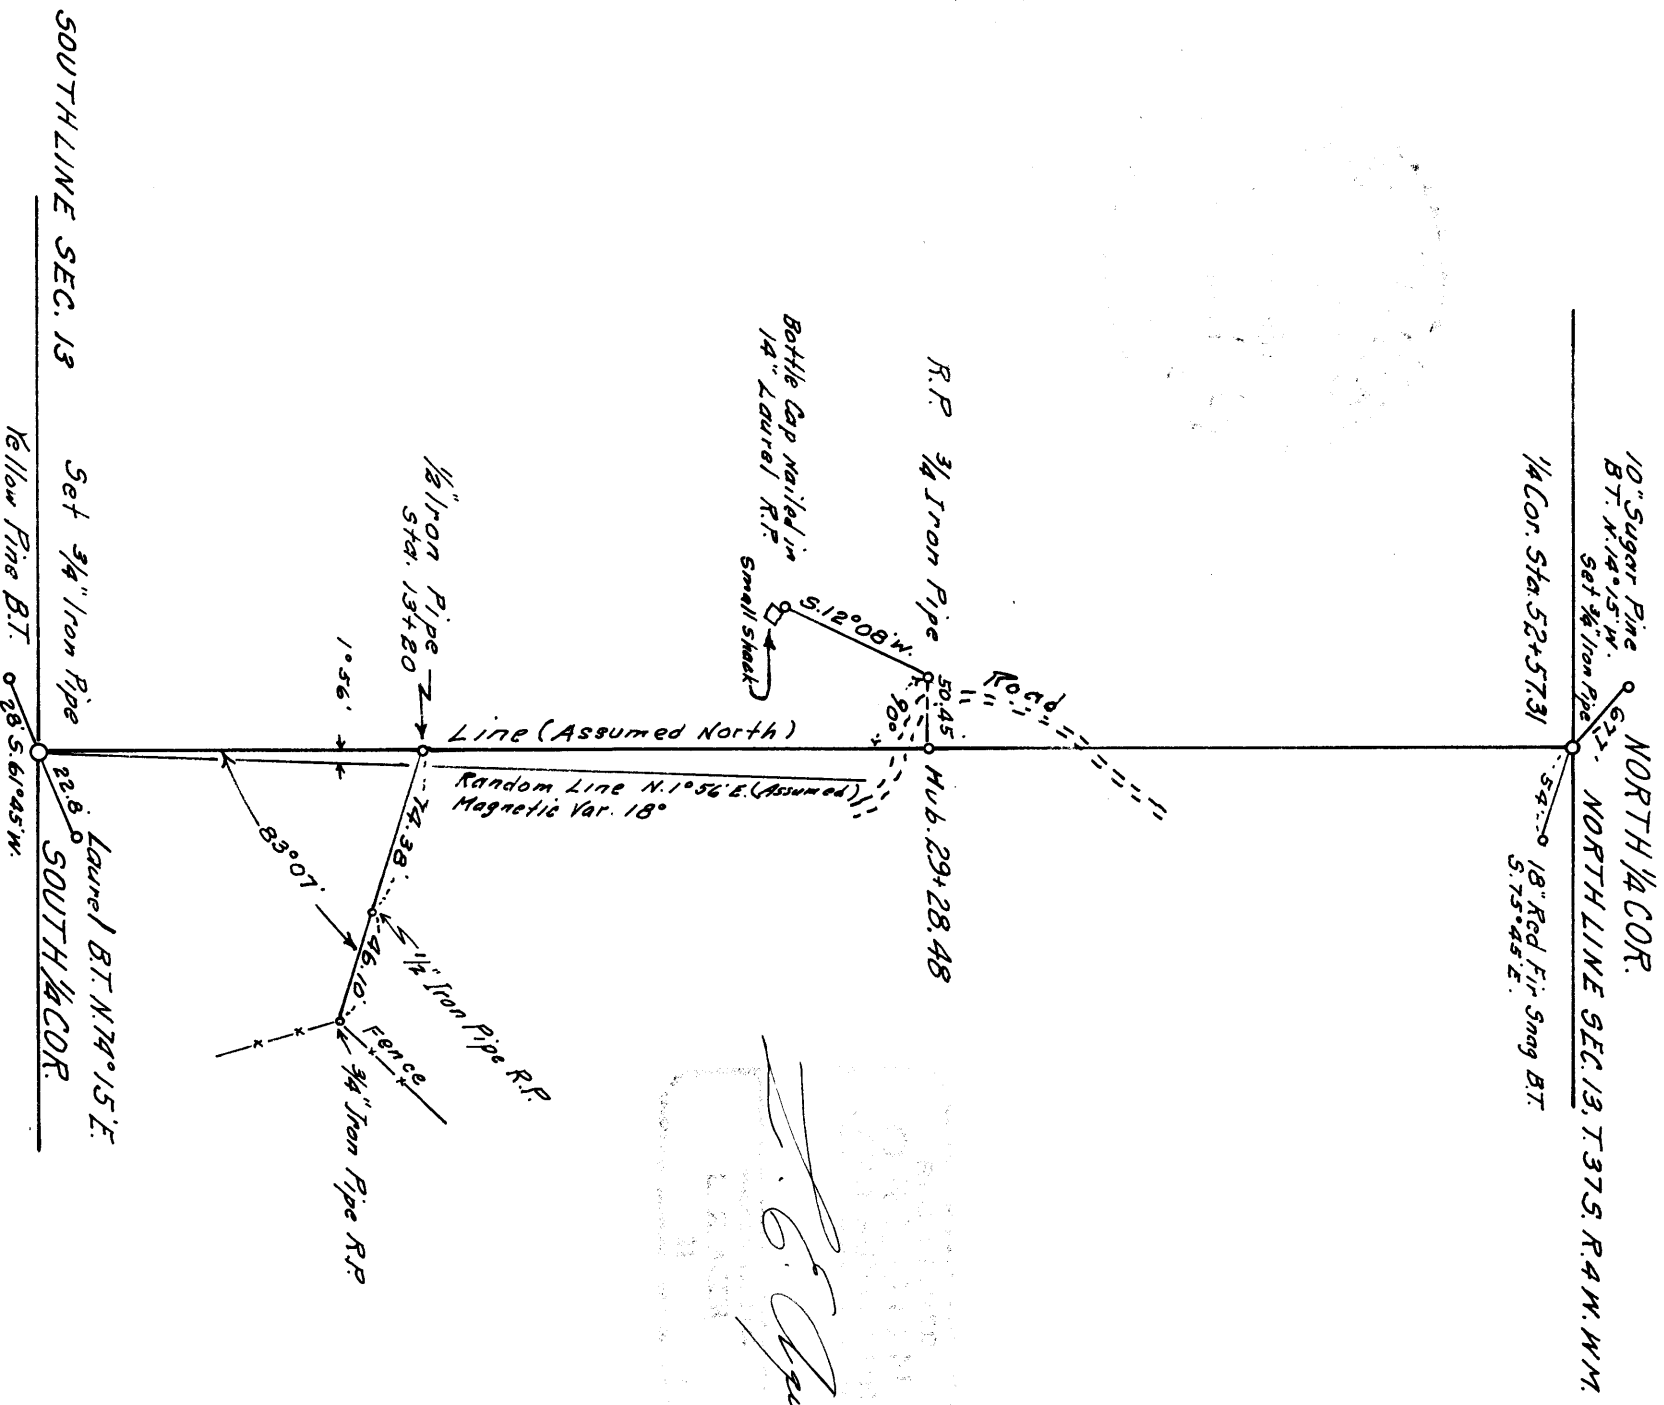 NORTH 1/4 COR.
10" Sugar Pine
BT. N.14°15'W.
Set 3/4" Iron Pipe
67.7'
NORTH LINE SEC. 13, T.37S. R.4W. W.M.
1/4 Cor. Sta. 52+57.31
54.
18" Red Fir Snag BT.
S.75°45'E.
Road
R.P. 3/4 Iron Pipe
50.45'
Hub. 29+28.48
90°
S.12°08'W.
Bottle Cap Nailed in
14" Laurel R.P.
Small shack
Line (Assumed North)
Random Line N.1°56'E. (Assumed)
Magnetic Var. 18°
1/2" Iron Pipe
Sta. 13+20
74.38'
1/2" Iron Pipe R.P.
46.10'
Fence
3/4" Iron Pipe R.P.
1°56'
83°07'
SOUTH LINE SEC. 13
Set 3/4" Iron Pipe
Laurel B.T. N.74°15'E.
22.8'
SOUTH 1/4 COR.
Yellow Pine B.T.
28' S.61°45'W.